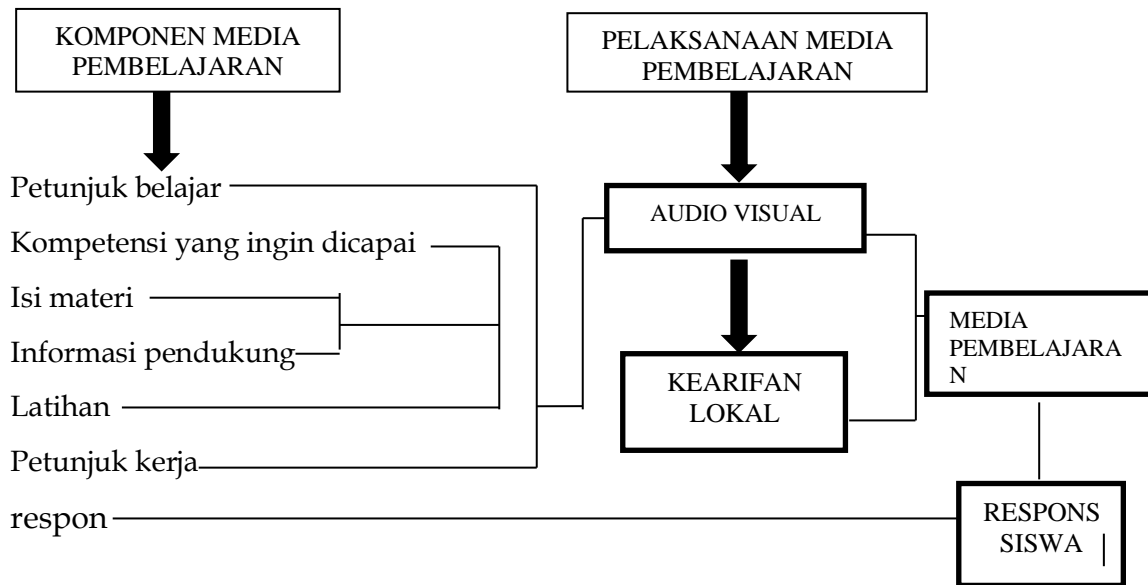 KOMPONEN MEDIA
PEMBELAJARAN
PELAKSANAAN MEDIA
PEMBELAJARAN
Petunjuk belajar
Kompetensi yang ingin dicapai
Isi materi
Informasi pendukung
Latihan
Petunjuk kerja
respon
AUDIO VISUAL
KEARIFAN
LOKAL
MEDIA
PEMBELAJARA
N
RESPONS
SISWA